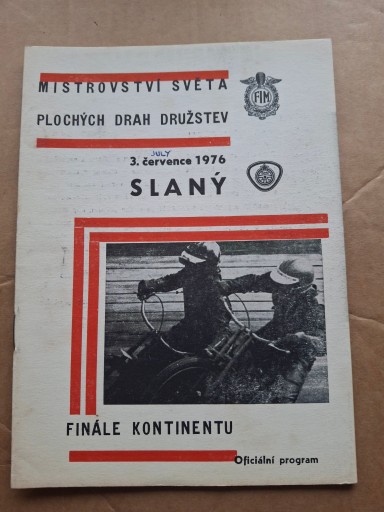 MISTROVSTVÍ SVĚTA
FIM
PLOCHÝCH DRAH DRUŽSTEV
JULY
3. července 1976
SLANÝ
FINÁLE KONTINENTU
Oficiální program